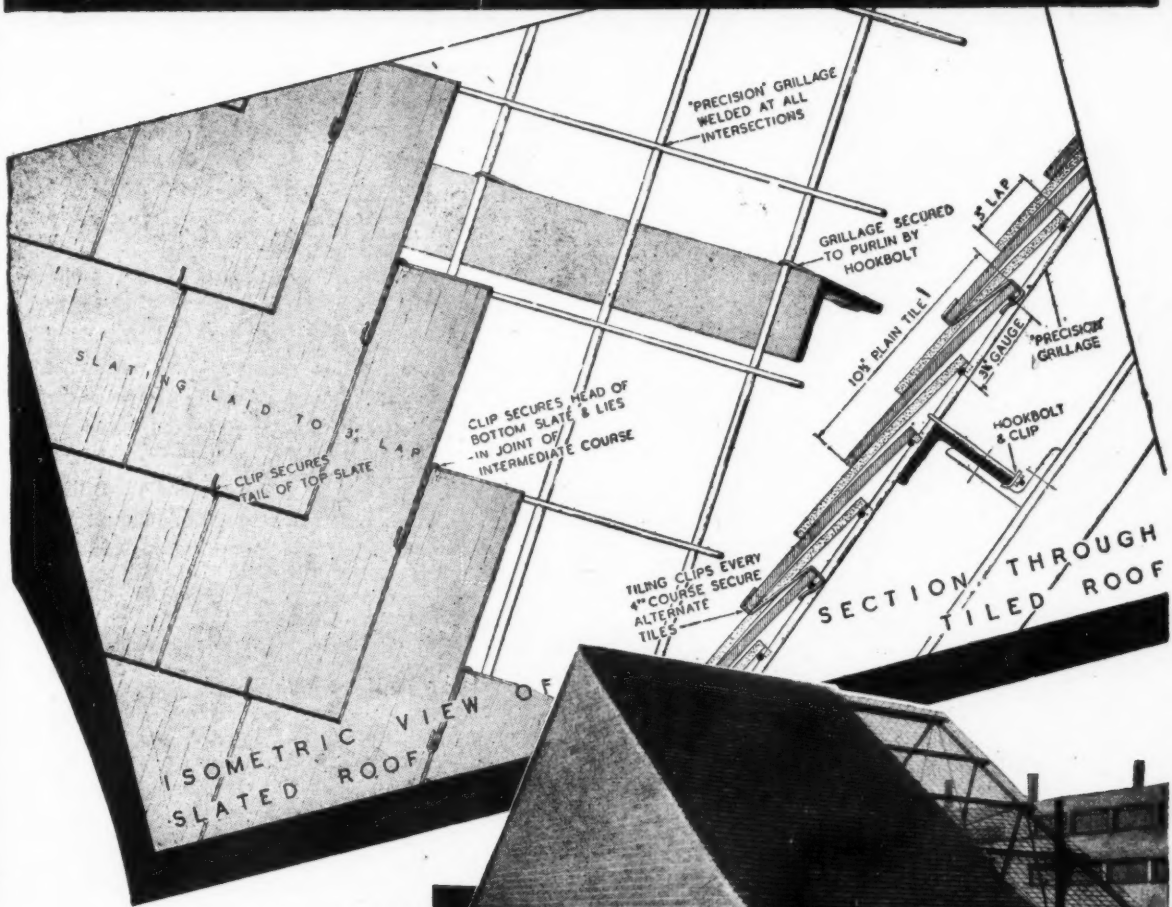 "PRECISION" GRILLAGE
WELDED AT ALL
INTERSECTIONS
GRILLAGE SECURED
TO PURLIN BY
HOOKBOLT
3" LAP
10½" PLAIN TILE
3¾" GAUGE
"PRECISION"
GRILLAGE
HOOKBOLT
& CLIP
SLATING LAID TO 3" LAP
CLIP SECURES
TAIL OF TOP SLATE
CLIP SECURES HEAD OF
BOTTOM SLATE & LIES
IN JOINT OF
INTERMEDIATE COURSE
TILING CLIPS EVERY
4TH COURSE SECURE
ALTERNATE
TILES
SECTION THROUGH
TILED ROOF
ISOMETRIC VIEW OF
SLATED ROOF